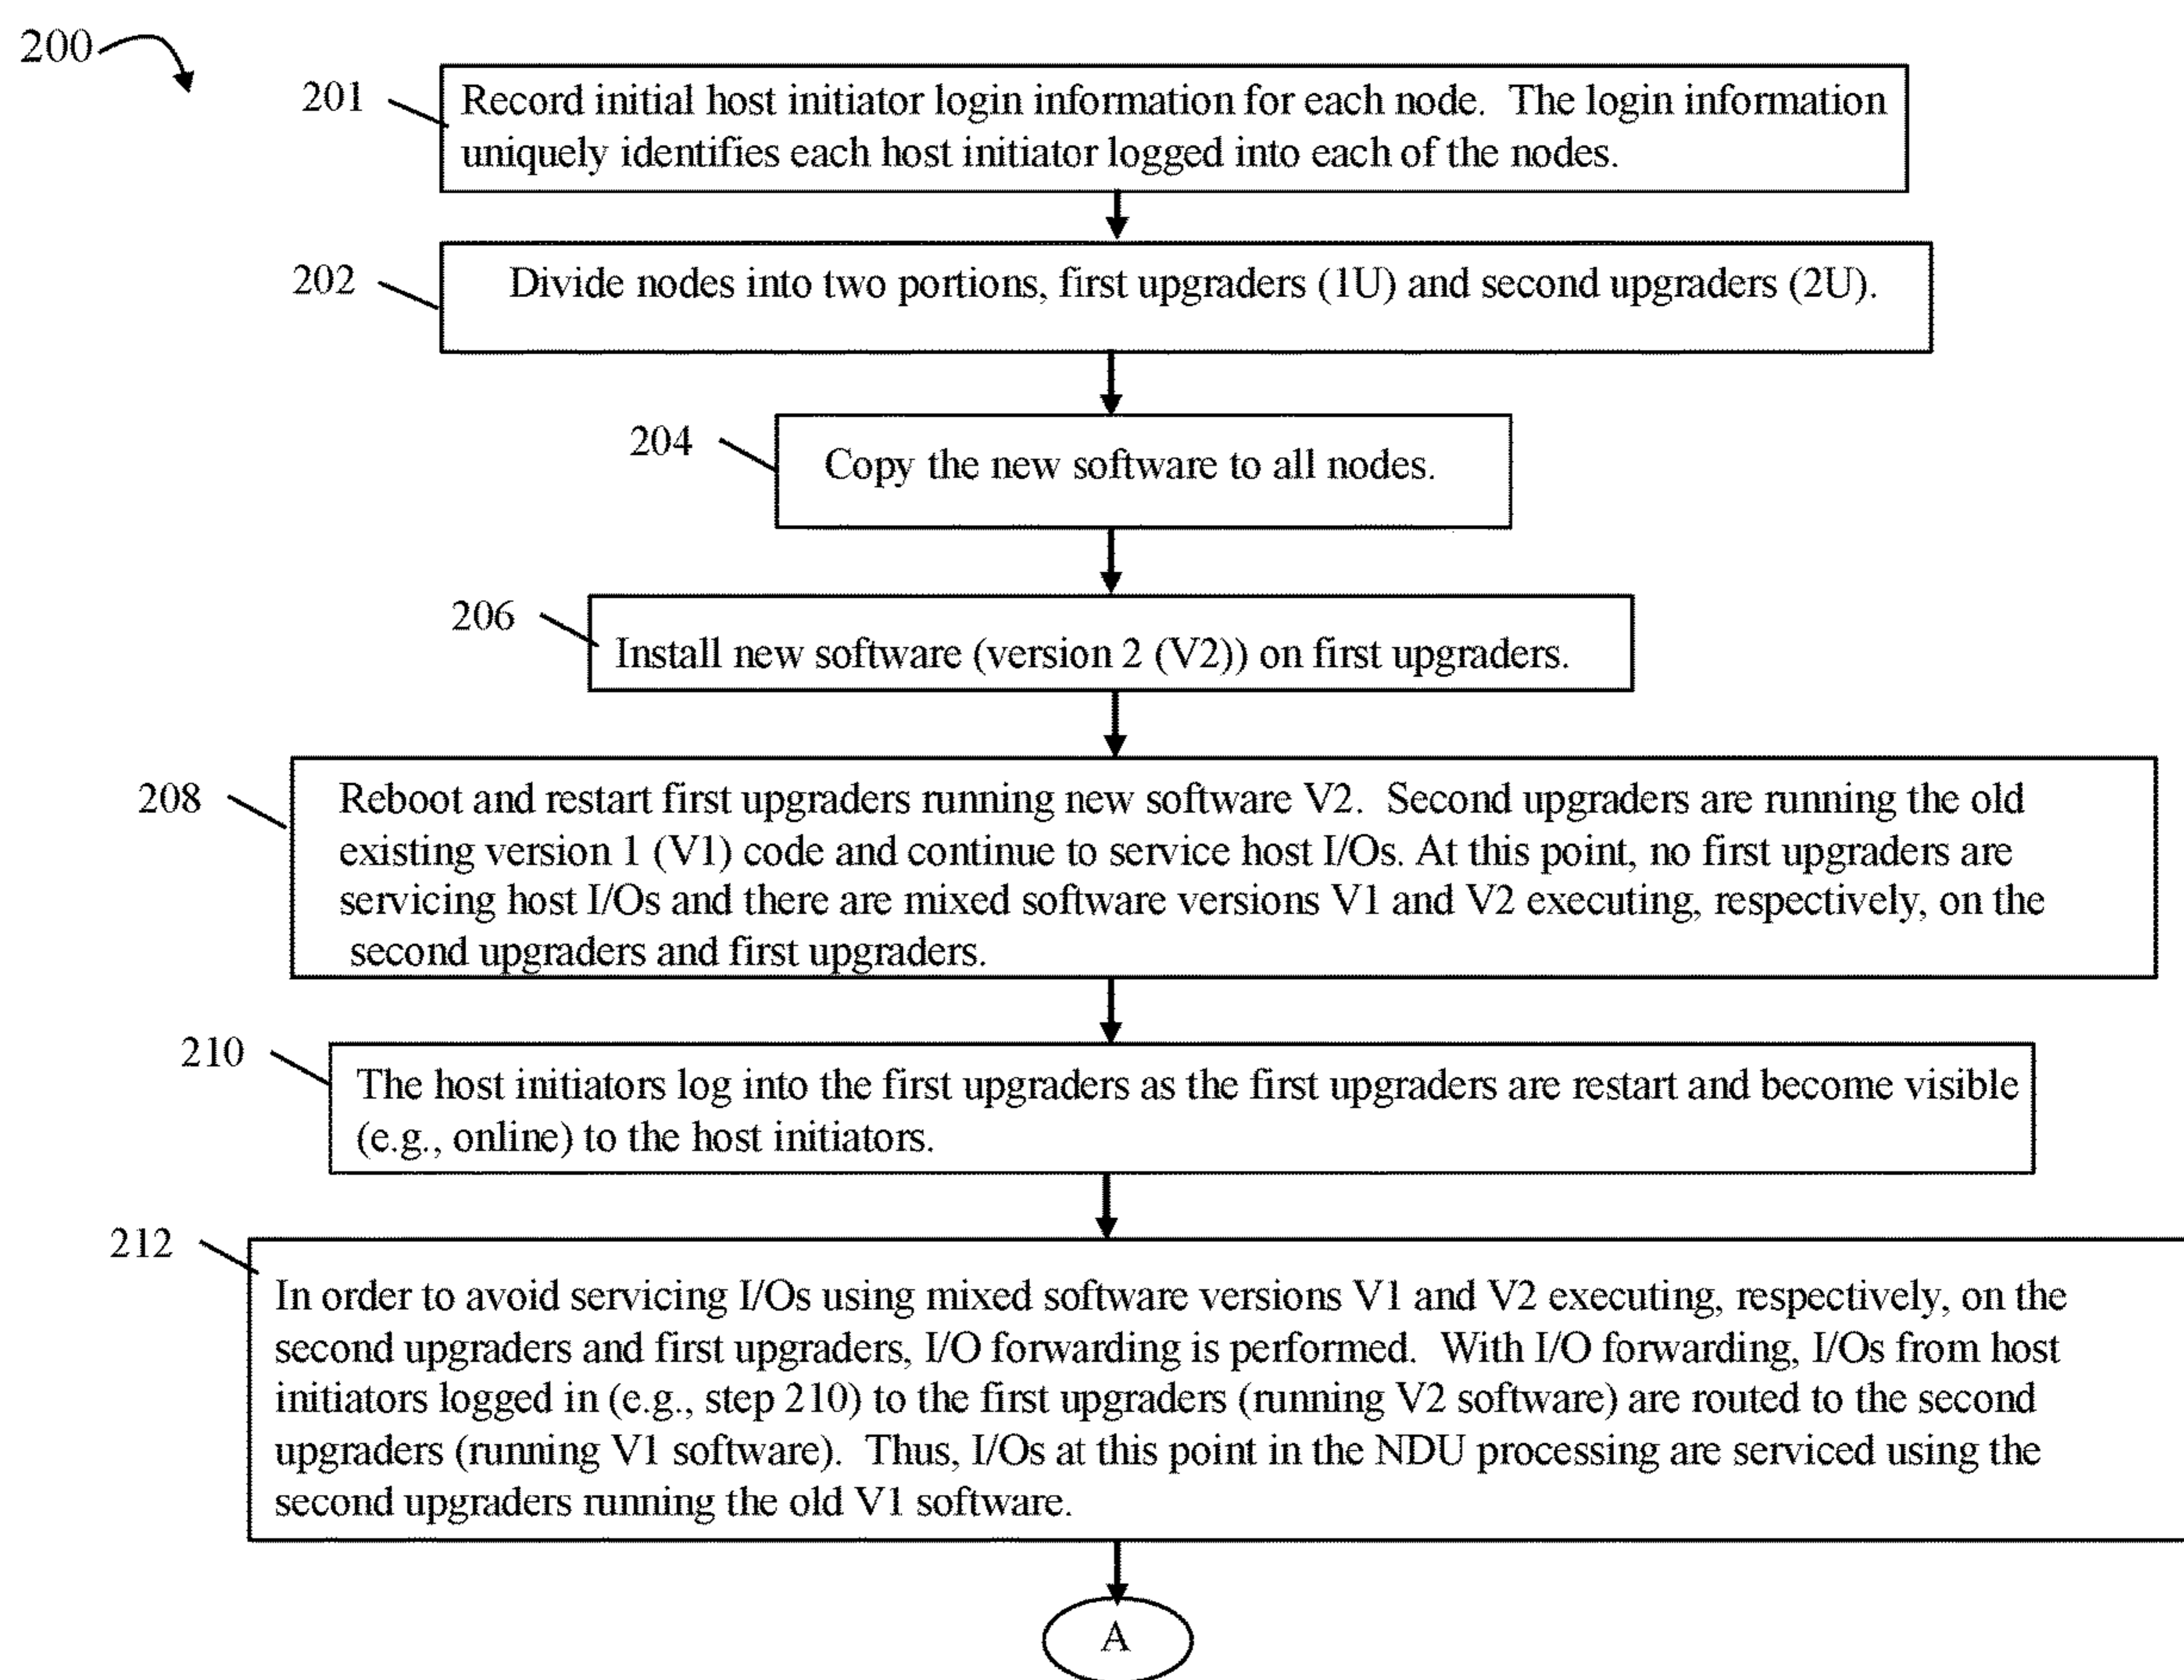 200
201
Record initial host initiator login information for each node. The login information
uniquely identifies each host initiator logged into each of the nodes.
202
Divide nodes into two portions, first upgraders (1U) and second upgraders (2U).
204
Copy the new software to all nodes.
206
Install new software (version 2 (V2)) on first upgraders.
208
Reboot and restart first upgraders running new software V2. Second upgraders are running the old
existing version 1 (V1) code and continue to service host I/Os. At this point, no first upgraders are
servicing host I/Os and there are mixed software versions V1 and V2 executing, respectively, on the
second upgraders and first upgraders.
210
The host initiators log into the first upgraders as the first upgraders are restart and become visible
(e.g., online) to the host initiators.
212
In order to avoid servicing I/Os using mixed software versions V1 and V2 executing, respectively, on the
second upgraders and first upgraders, I/O forwarding is performed. With I/O forwarding, I/Os from host
initiators logged in (e.g., step 210) to the first upgraders (running V2 software) are routed to the second
upgraders (running V1 software). Thus, I/Os at this point in the NDU processing are serviced using the
second upgraders running the old V1 software.
A